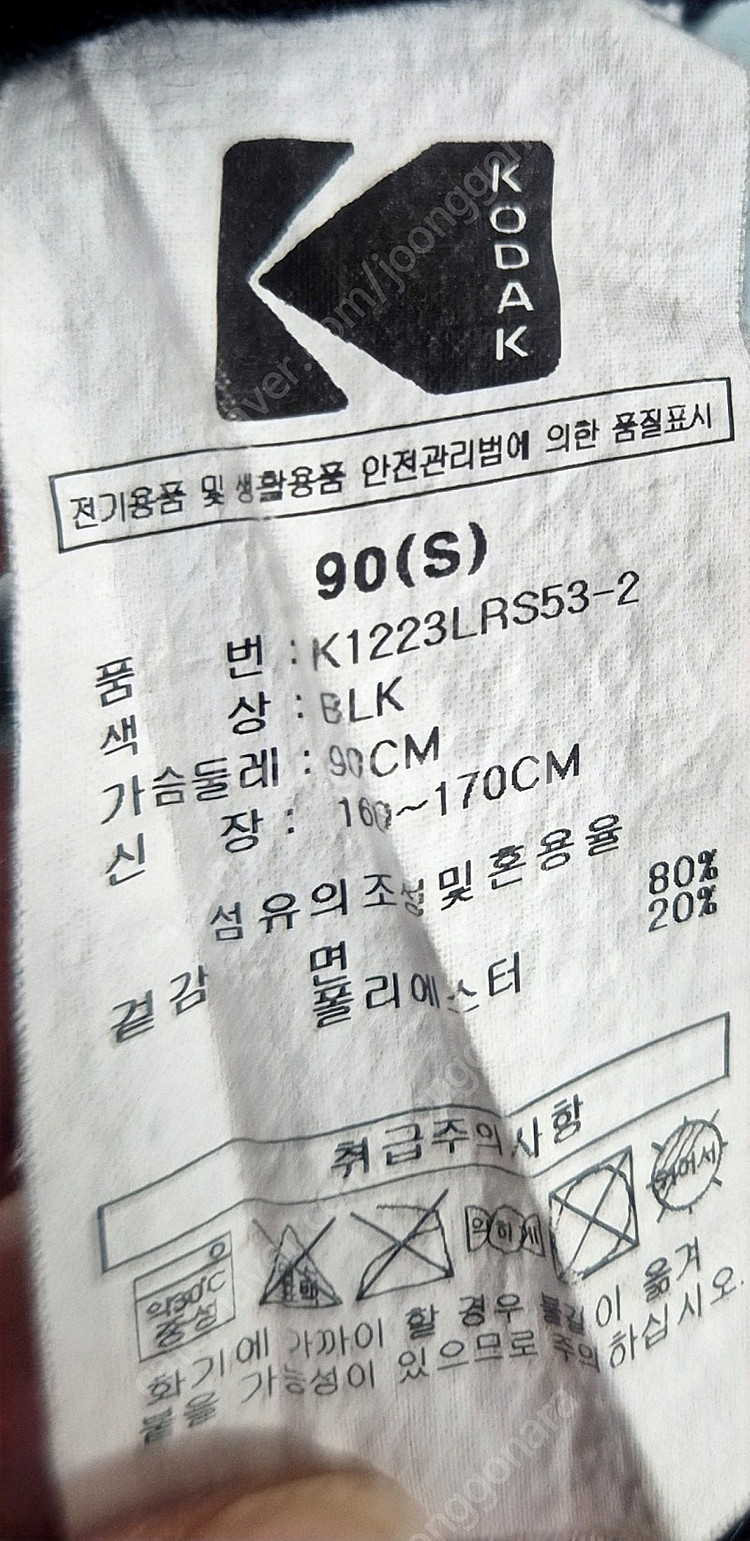 KODAK
전기용품 및 생활용품 안전관리법에 의한 품질표시
90(S)
품 번 : K1223LRS53-2
색 상 : BLK
가슴둘레 : 90CM
신 장 : 160~170CM
섬유의 조성 및 혼용율
겉감 면 80%
폴리에스터 20%
취급주의사항
약30℃
중성
표백
뉘어서
화기에 가까이 할 경우 불길이 옮겨
붙을 가능성이 있으므로 주의하십시오.